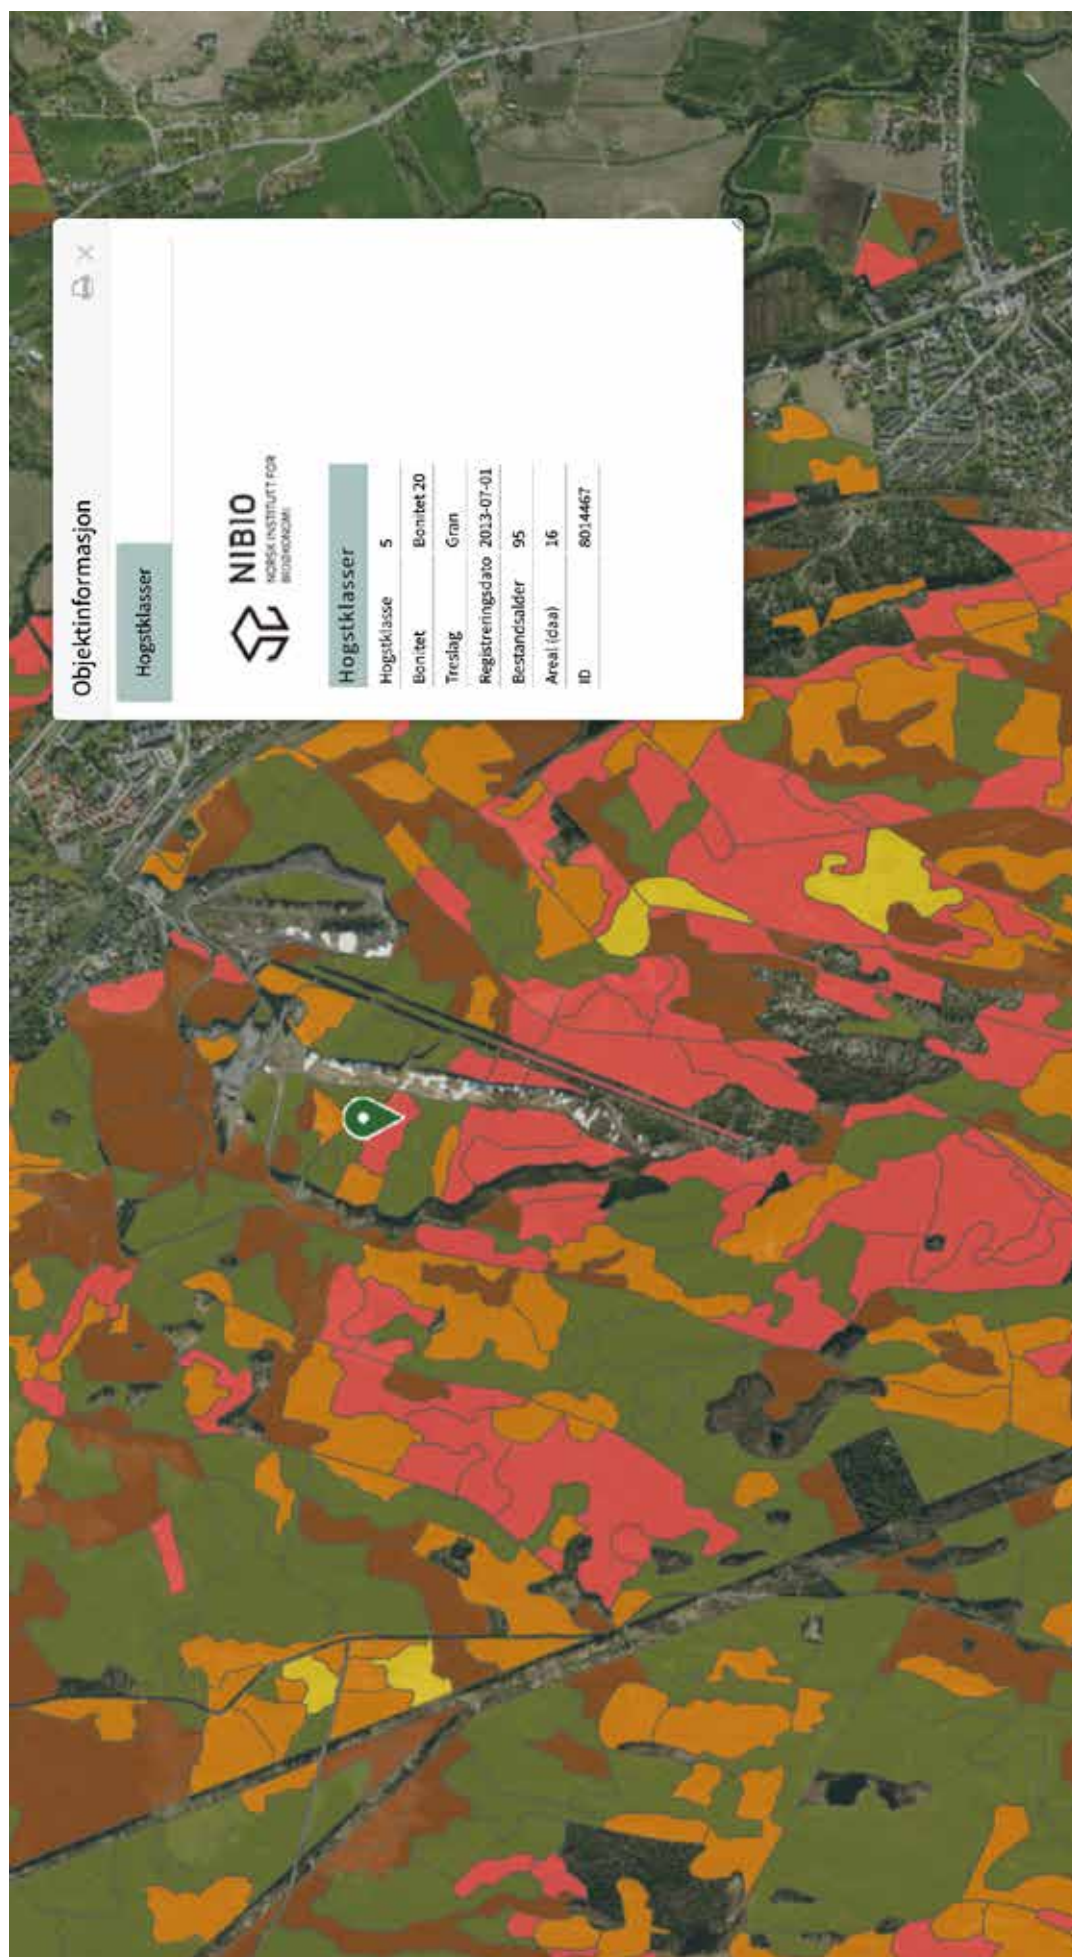 Objektinformasjon
Hogstklasser
NIBIO
NORSK INSTITUTT FOR
BIOØKONOMI
Hogstklasser
Hogstklasse 5
Bonitet Bonitet 20
Treslag Gran
Registreringsdato 2013-07-01
Bestandsalder 95
Areal (daa) 16
ID 8014467